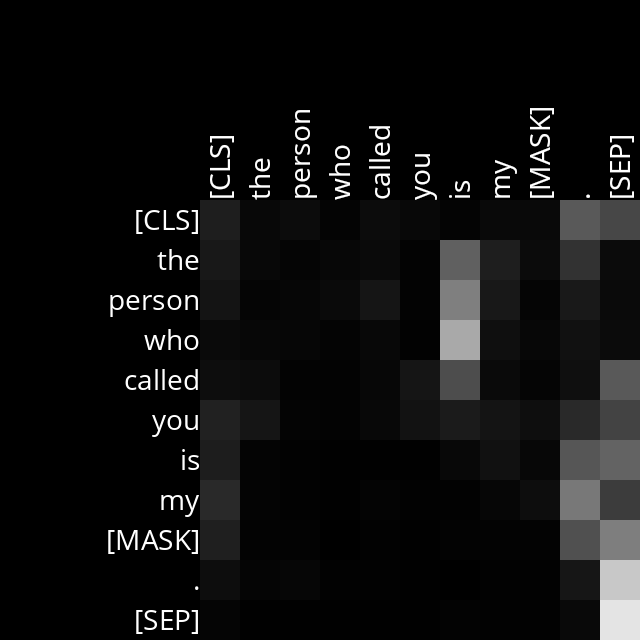 [CLS] the person who called you is my [MASK] . [SEP]
[CLS]
the
person
who
called
you
is
my
[MASK]
.
[SEP]